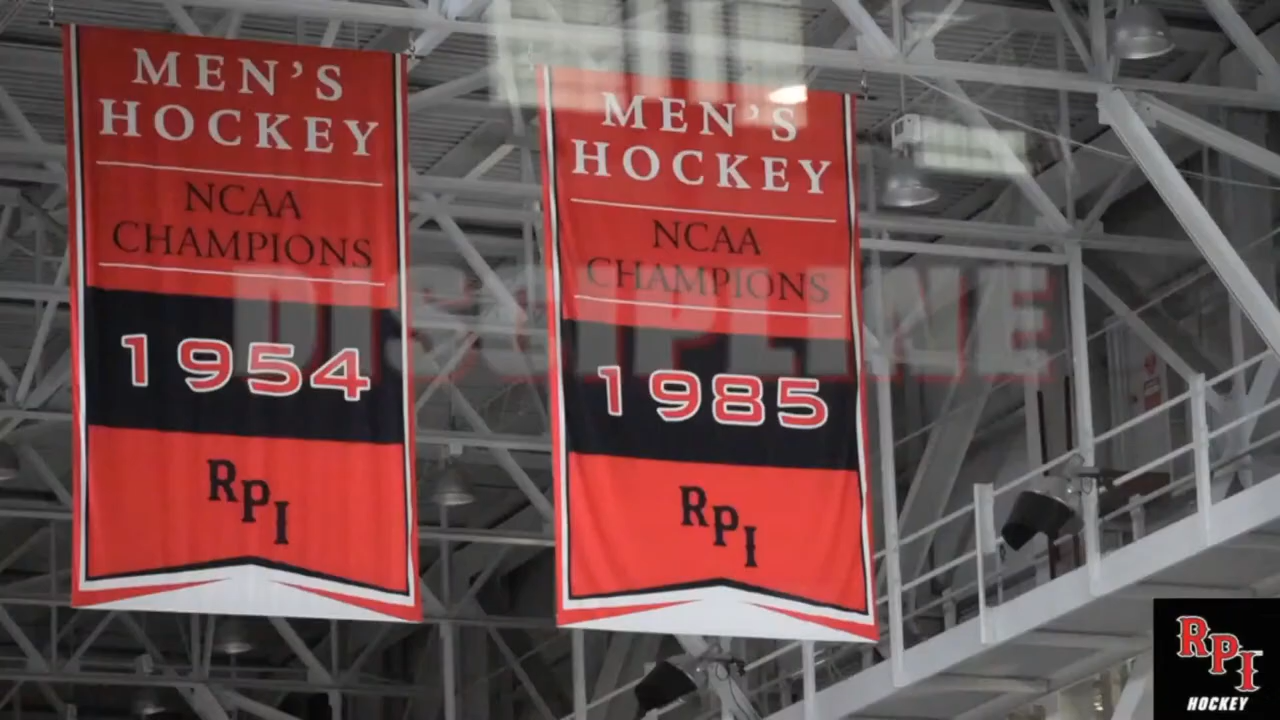 MEN'S
HOCKEY
NCAA
CHAMPIONS
1954
RPI
MEN'S
HOCKEY
NCAA
CHAMPIONS
1985
RPI
DISCIPLINE
RPI
HOCKEY